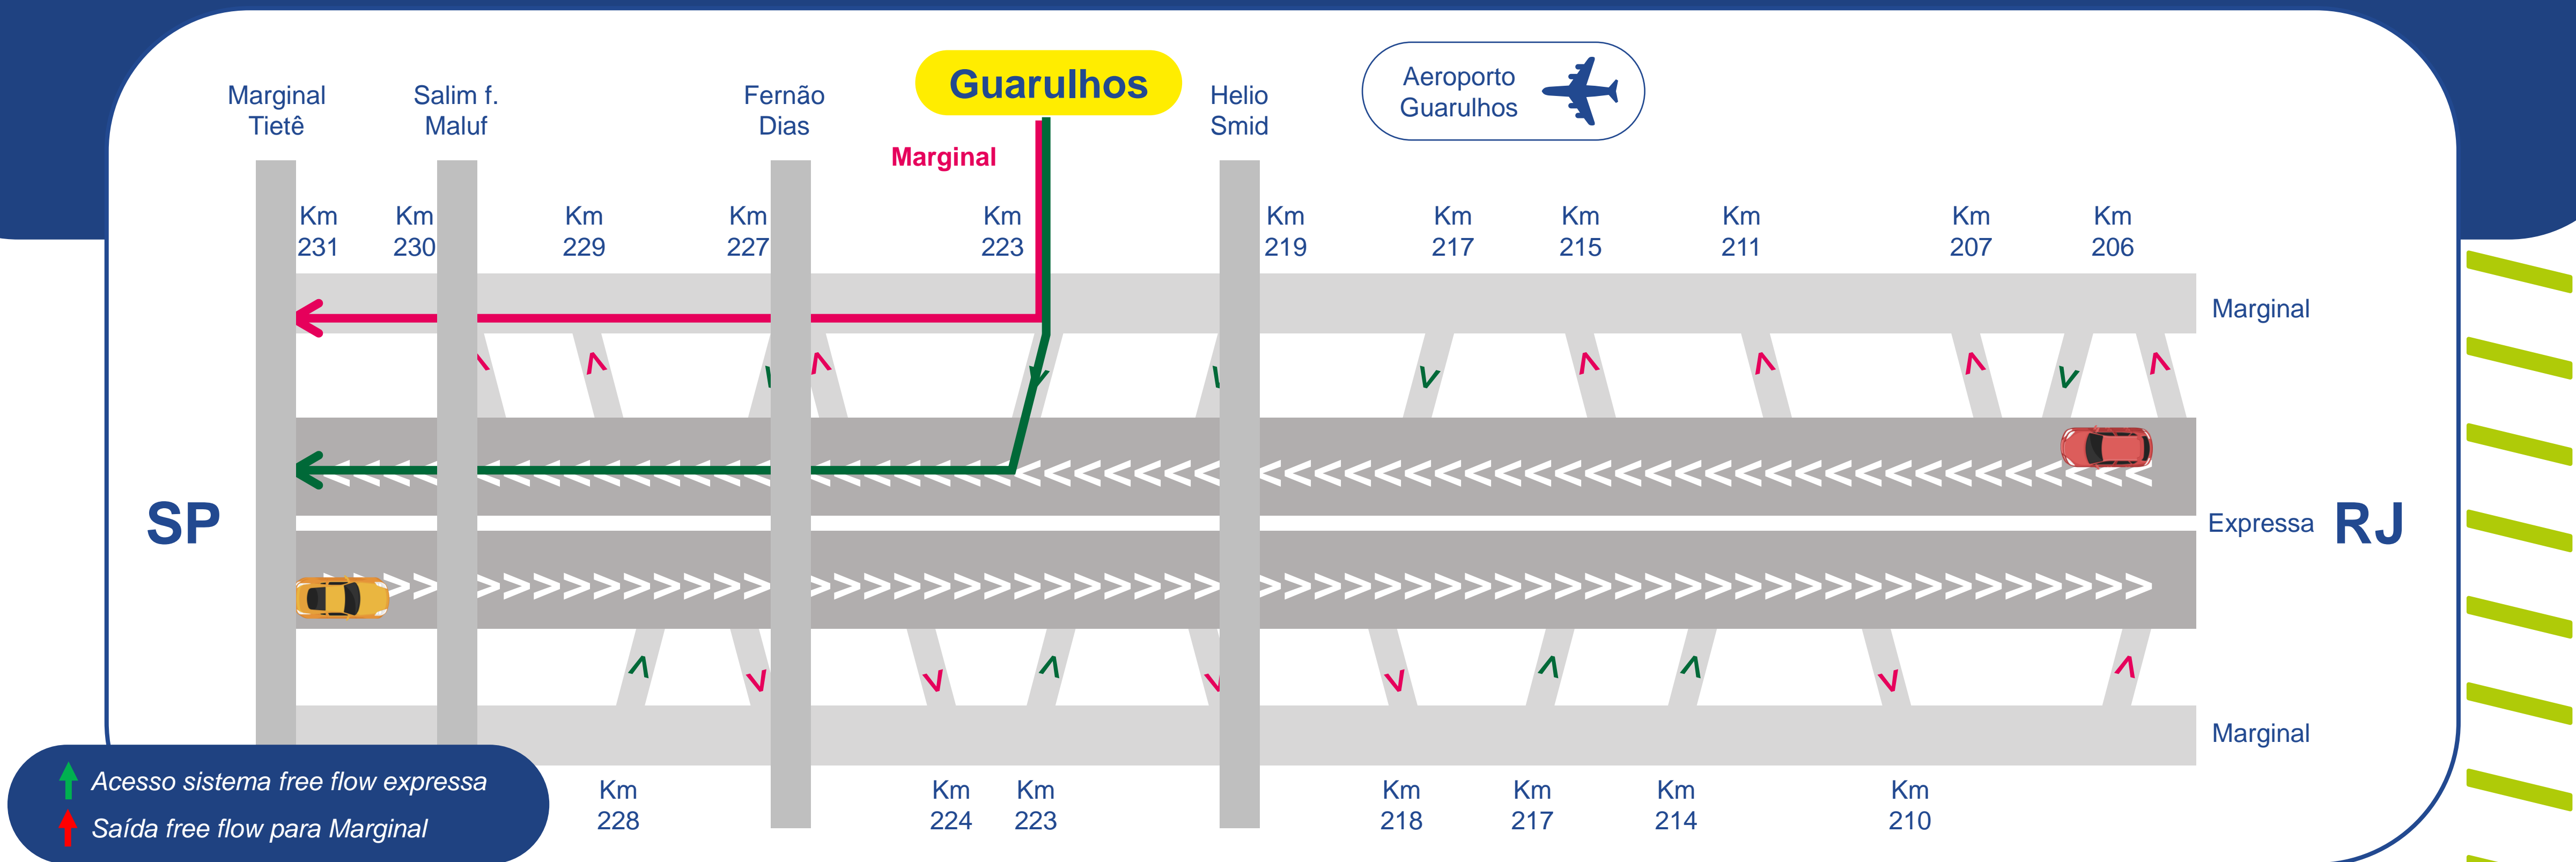 Guarulhos
Aeroporto
Guarulhos
Marginal
Tietê
Salim f.
Maluf
Fernão
Dias
Helio
Smid
Marginal
Km
231
Km
230
Km
229
Km
227
Km
223
Km
219
Km
217
Km
215
Km
211
Km
207
Km
206
Marginal
SP
Expressa
RJ
Marginal
Km
228
Km
224
Km
223
Km
218
Km
217
Km
214
Km
210
Acesso sistema free flow expressa
Saída free flow para Marginal